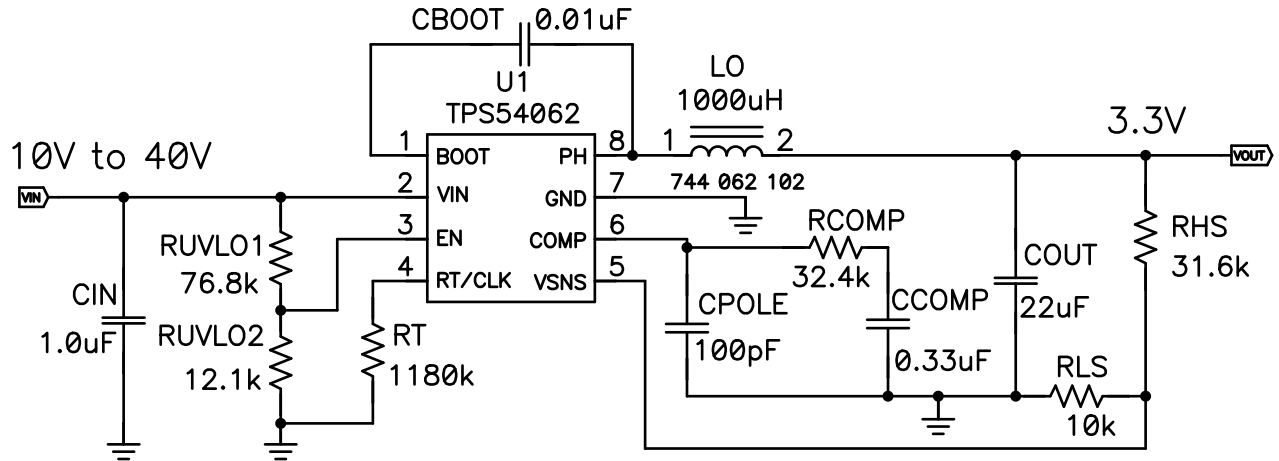 CBOOT 0.01uF
U1
TPS54062
LO
1000uH
3.3V
10V to 40V
1 BOOT
PH 8
1 2
VOUT
744 062 102
VIN
2 VIN
GND 7
3 EN
COMP 6
4 RT/CLK
VSNS 5
RUVLO1
76.8k
RCOMP
32.4k
RHS
31.6k
COUT
22uF
CIN
1.0uF
RUVLO2
12.1k
RT
1180k
CPOLE
100pF
CCOMP
0.33uF
RLS
10k